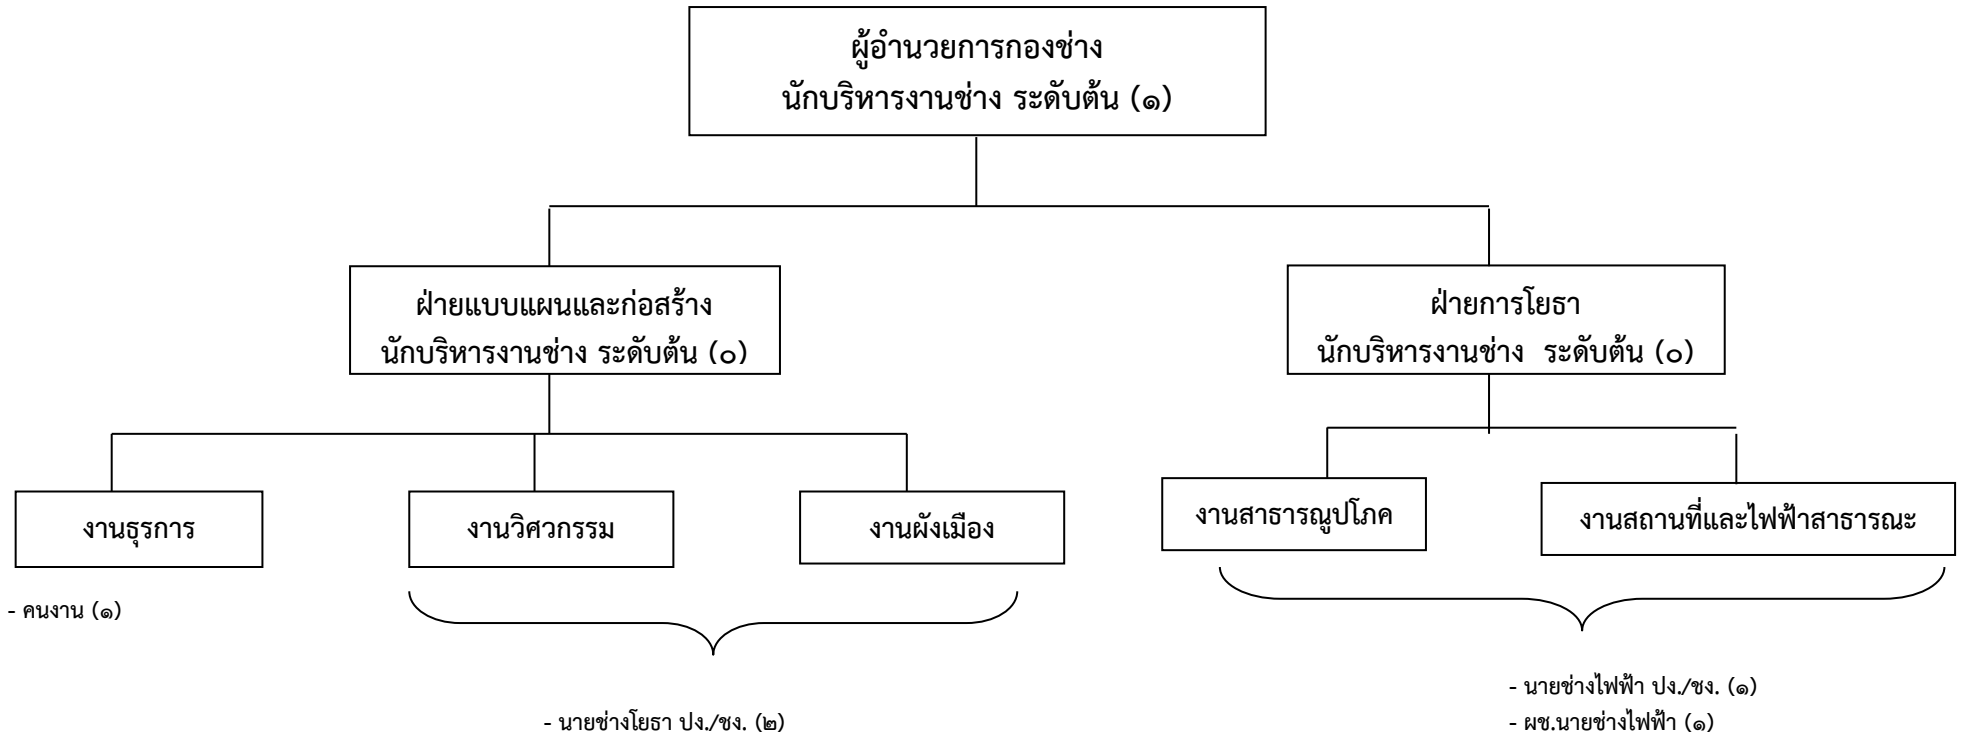 ผู้อำนวยการกองช่าง
นักบริหารงานช่าง ระดับต้น (๑)
ฝ่ายแบบแผนและก่อสร้าง
นักบริหารงานช่าง ระดับต้น (๐)
ฝ่ายการโยธา
นักบริหารงานช่าง ระดับต้น (๐)
งานธุรการ
งานวิศวกรรม
งานผังเมือง
งานสาธารณูปโภค
งานสถานที่และไฟฟ้าสาธารณะ
- คนงาน (๑)
- นายช่างโยธา ปง./ชง. (๒)
- นายช่างไฟฟ้า ปง./ชง. (๑)
- ผช.นายช่างไฟฟ้า (๑)